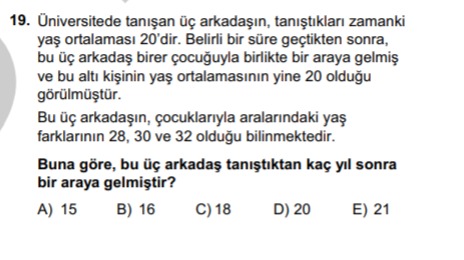 19. Üniversitede tanışan üç arkadaşın, tanıştıkları zamanki
yaş ortalaması 20'dir. Belirli bir süre geçtikten sonra,
bu üç arkadaş birer çocuğuyla birlikte bir araya gelmiş
ve bu altı kişinin yaş ortalamasının yine 20 olduğu
görülmüştür.
Bu üç arkadaşın, çocuklarıyla aralarındaki yaş
farklarının 28, 30 ve 32 olduğu bilinmektedir.
Buna göre, bu üç arkadaş tanıştıktan kaç yıl sonra
bir araya gelmiştir?
A) 15 B) 16 C) 18 D) 20 E) 21